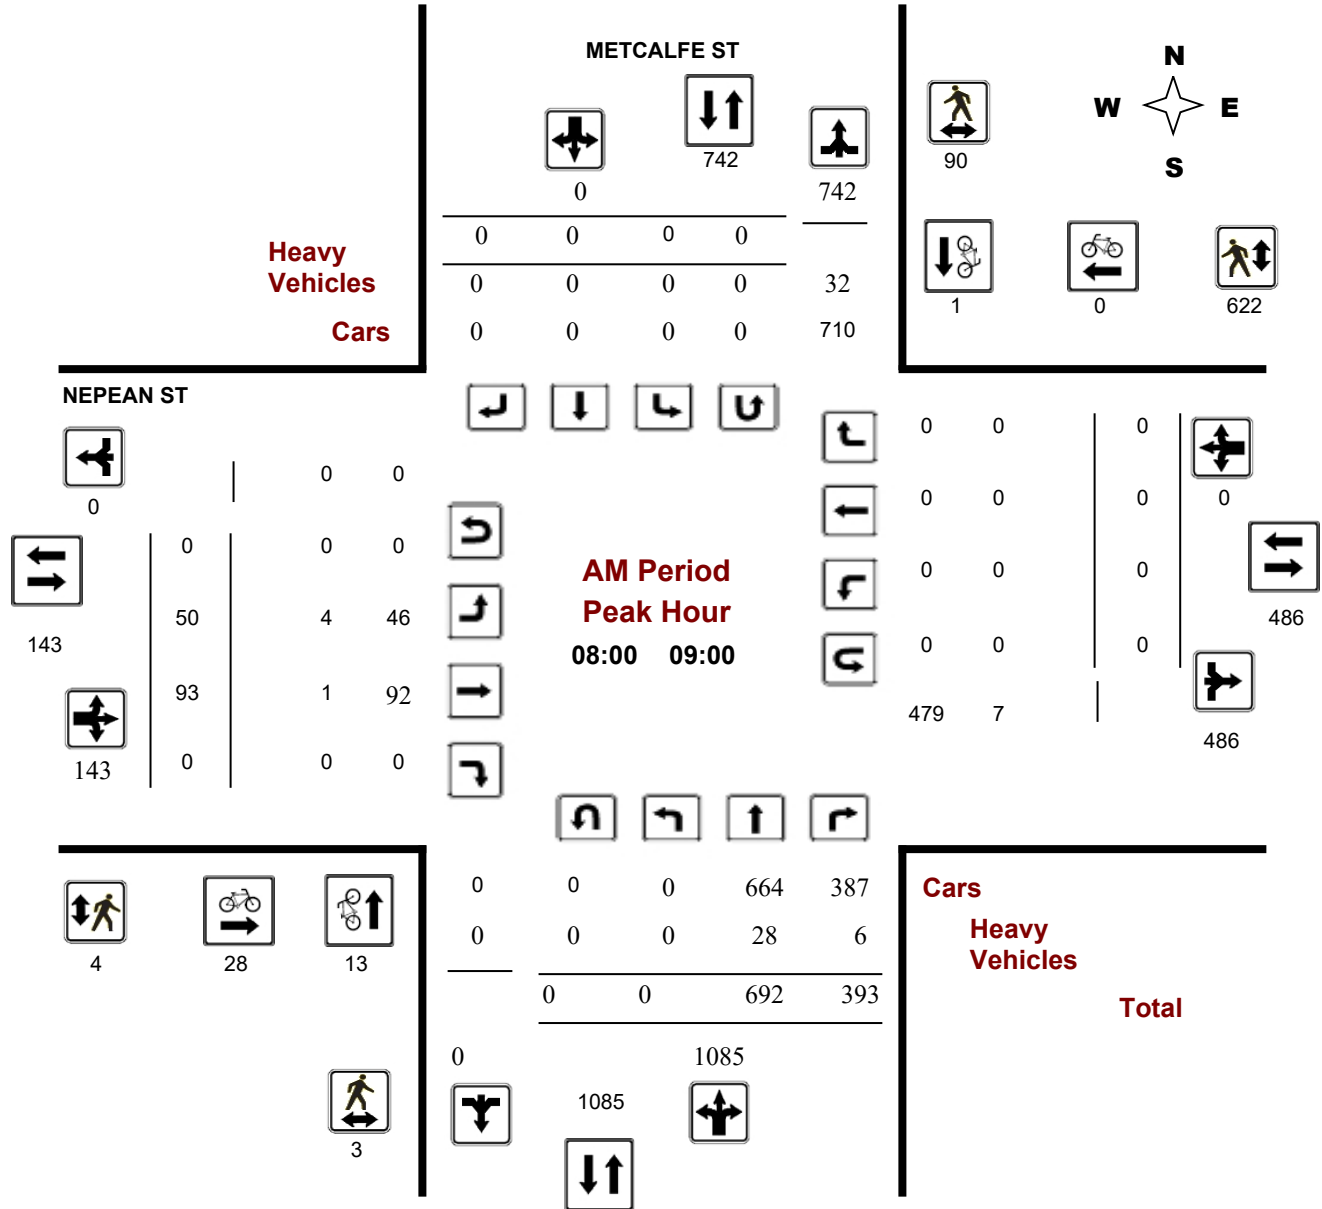 METCALFE ST
N
W E
S
742
90
0 742
0 0 0 0
Heavy
Vehicles
0 0 0 0 32
1 0 622
Cars
0 0 0 0 710
NEPEAN ST
0 0 0
0 0
0
0 0 0
0
0 0 0
AM Period
Peak Hour
08:00 09:00
0 0 0
50 4 46
143
486
0 0 0
93 1 92
479 7
486
143
0 0 0
0 0 0 664 387
Cars
0 0 0 28 6
Heavy
Vehicles
4 28 13
0 0 692 393
Total
0 1085
1085
3